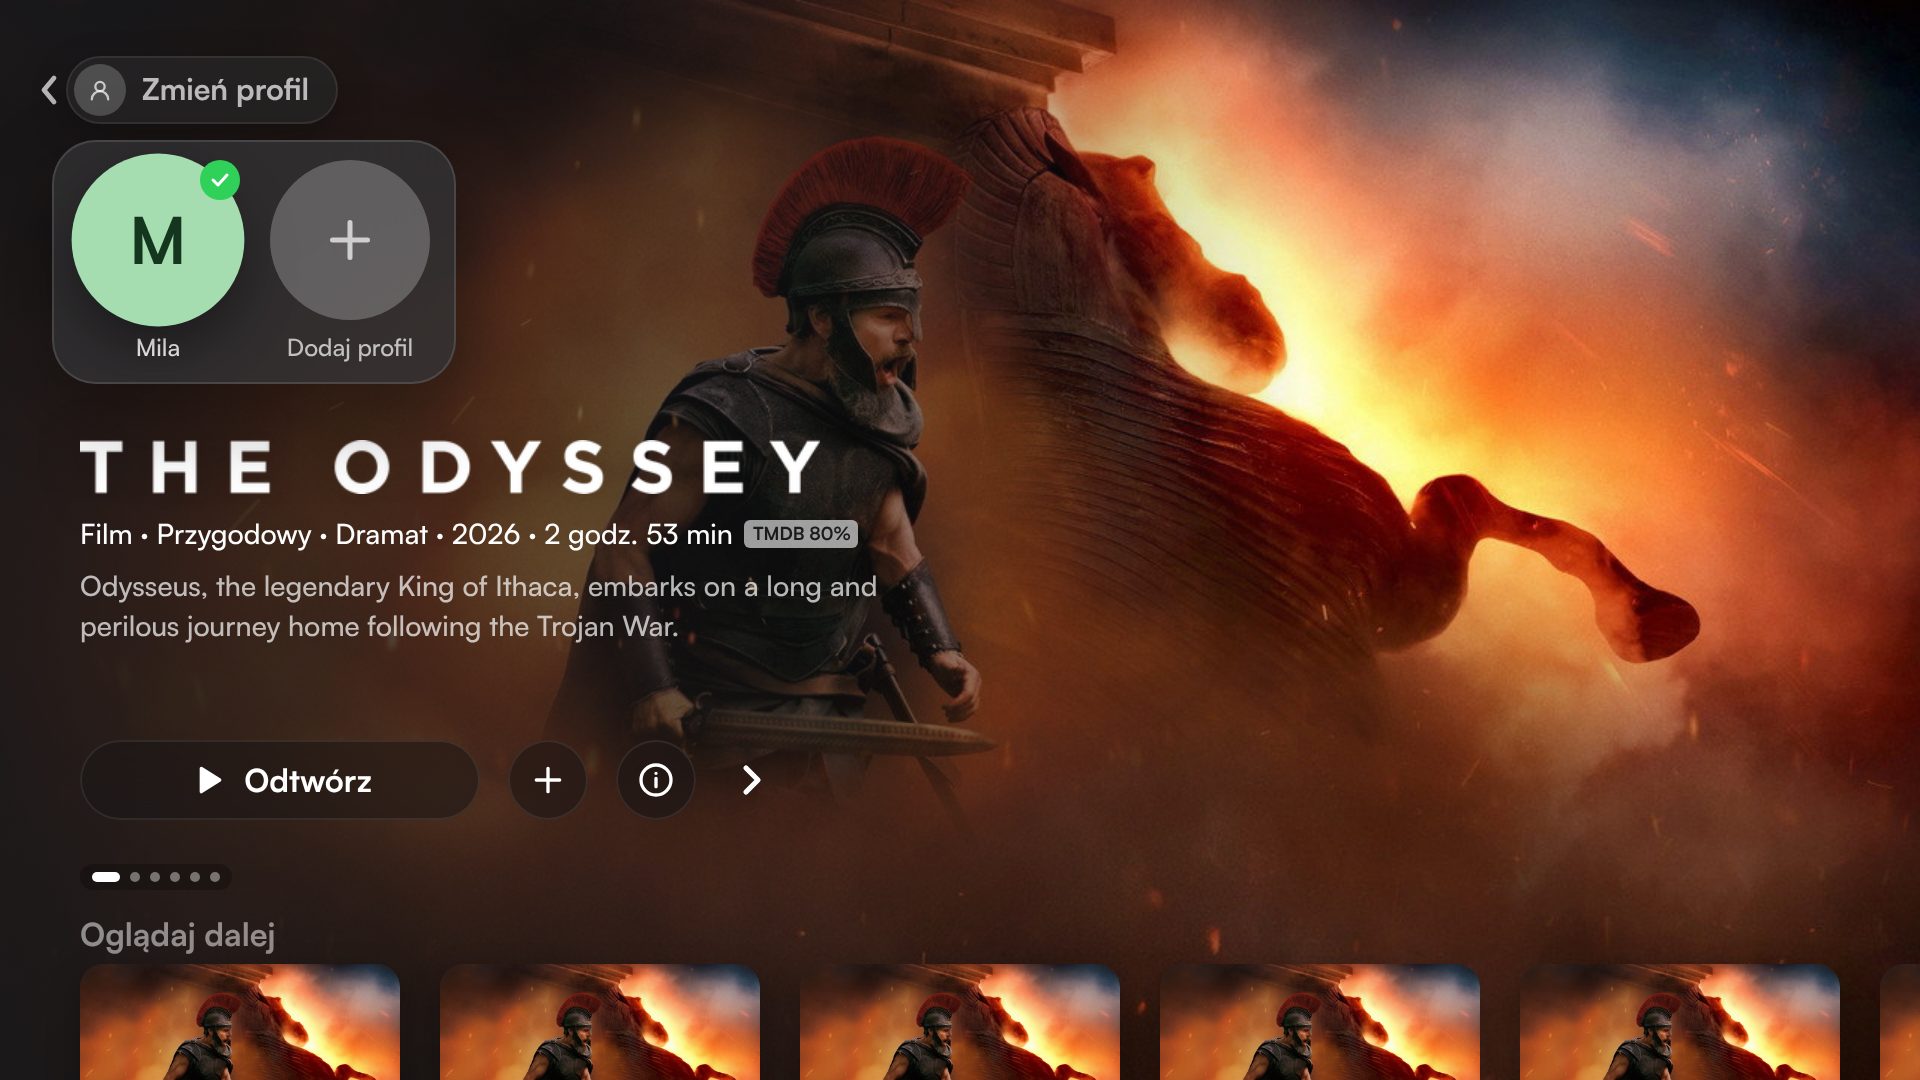 Zmień profil
M
Mila
Dodaj profil
THE ODYSSEY
Film · Przygodowy · Dramat · 2026 · 2 godz. 53 min TMDB 80%
Odysseus, the legendary King of Ithaca, embarks on a long and
perilous journey home following the Trojan War.
Odtwórz
Oglądaj dalej